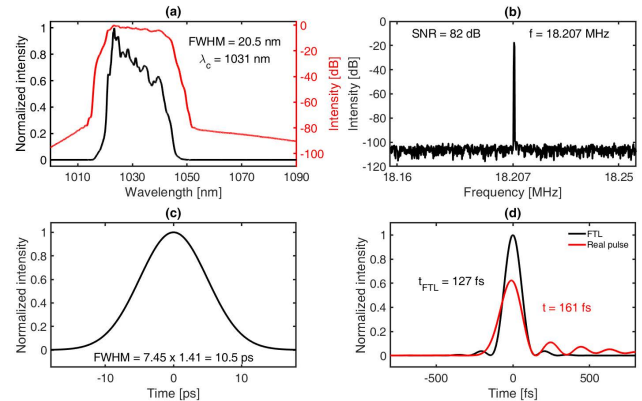 (a)
FWHM = 20.5 nm
λc = 1031 nm
Normalized intensity
1
0.8
0.6
0.4
0.2
0
0
-20
-40
-60
-80
-100
Intensity [dB]
1010 1030 1050 1070 1090
Wavelength [nm]
(b)
SNR = 82 dB f = 18.207 MHz
Intensity [dB]
0
-20
-40
-60
-80
-100
-120
18.16 18.207 18.25
Frequency [MHz]
(c)
Normalized intensity
1
0.8
0.6
0.4
0.2
0
FWHM = 7.45 x 1.41 = 10.5 ps
-10 0 10
Time [ps]
(d)
FTL
Real pulse
tFTL = 127 fs
t = 161 fs
Normalized intensity
1
0.8
0.6
0.4
0.2
0
-500 0 500
Time [fs]